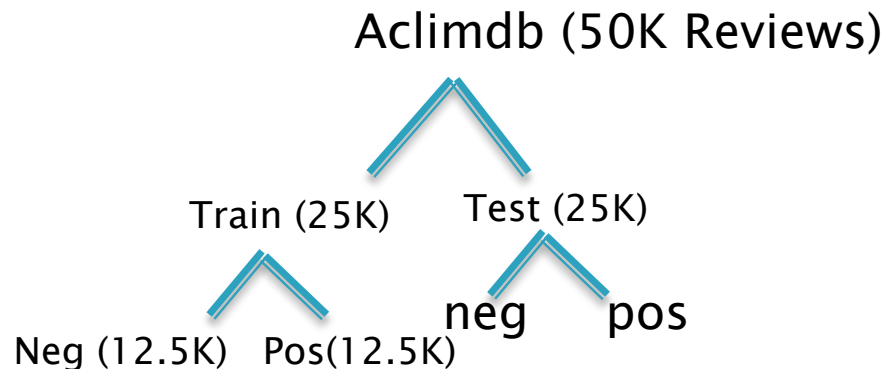 Aclimdb (50K Reviews)
Train (25K)
Test (25K)
Neg (12.5K)
Pos(12.5K)
neg
pos